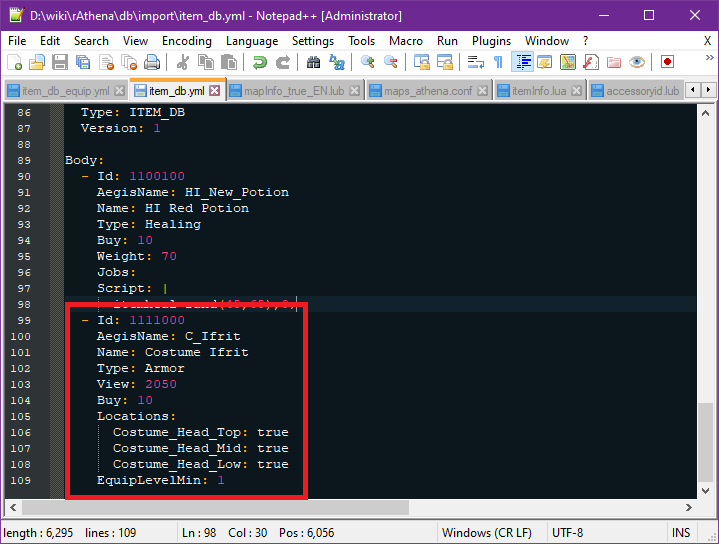 D:\wiki\rAthena\db\import\item_db.yml - Notepad++ [Administrator]
File Edit Search View Encoding Language Settings Tools Macro Run Plugins Window ? X
item_db_equip.yml item_db.yml mapInfo_true_EN.lub maps_athena.conf itemInfo.lua accessoryid.lub
86 Type: ITEM_DB
87 Version: 1
88
89 Body:
90 - Id: 1100100
91 AegisName: HI_New_Potion
92 Name: HI Red Potion
93 Type: Healing
94 Buy: 10
95 Weight: 70
96 Jobs:
97 Script: |
98
99 - Id: 1111000
100 AegisName: C_Ifrit
101 Name: Costume Ifrit
102 Type: Armor
103 View: 2050
104 Buy: 10
105 Locations:
106 Costume_Head_Top: true
107 Costume_Head_Mid: true
108 Costume_Head_Low: true
109 EquipLevelMin: 1
length : 6,295 lines : 109 Ln : 98 Col : 30 Pos : 6,056 Windows (CR LF) UTF-8 INS